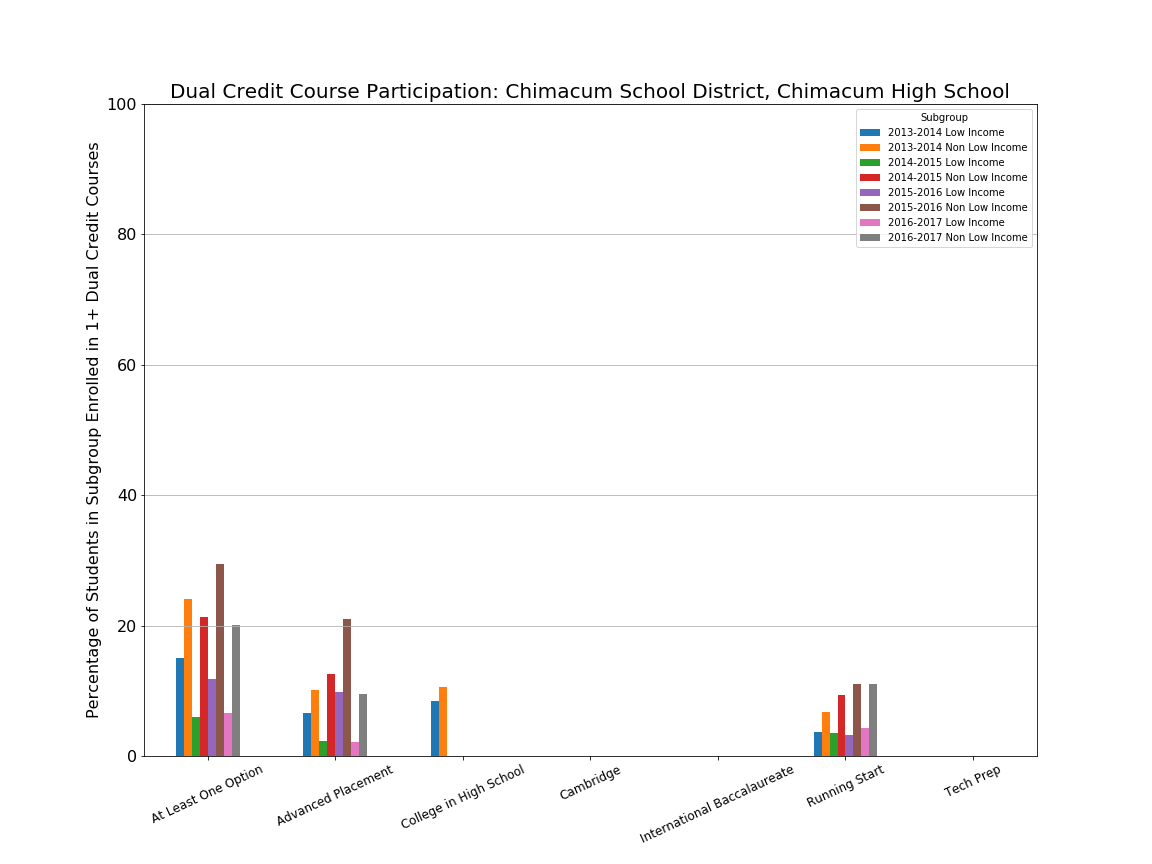 Dual Credit Course Participation: Chimacum School District, Chimacum High School
Percentage of Students in Subgroup Enrolled in 1+ Dual Credit Courses
100
80
60
40
20
0
Subgroup
2013-2014 Low Income
2013-2014 Non Low Income
2014-2015 Low Income
2014-2015 Non Low Income
2015-2016 Low Income
2015-2016 Non Low Income
2016-2017 Low Income
2016-2017 Non Low Income
At Least One Option
Advanced Placement
College in High School
Cambridge
International Baccalaureate
Running Start
Tech Prep